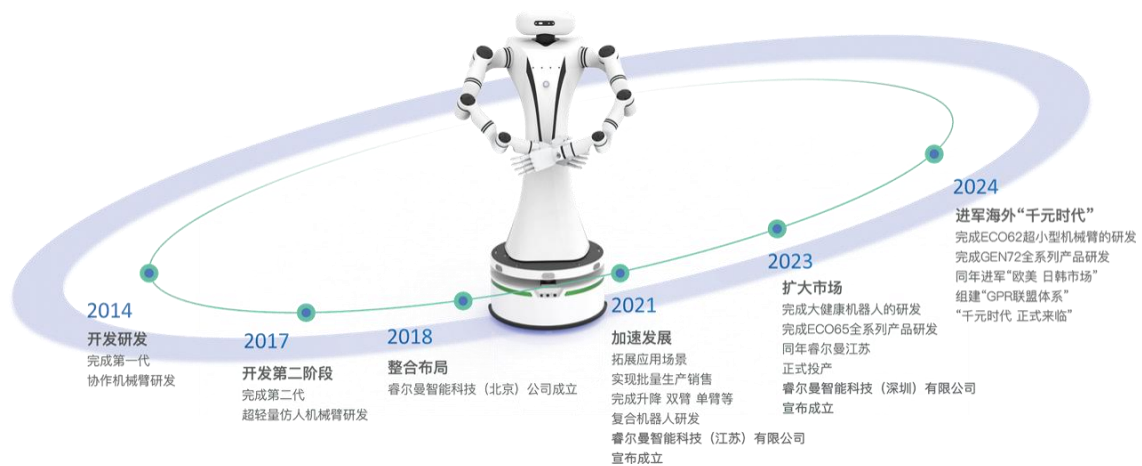 2014
开发研发
完成第一代
协作机械臂研发
2017
开发第二阶段
完成第二代
超轻量仿人机械臂研发
2018
整合布局
睿尔曼智能科技（北京）公司成立
2021
加速发展
拓展应用场景
实现批量生产销售
完成升降 双臂 单臂等
复合机器人研发
睿尔曼智能科技（江苏）有限公司
宣布成立
2023
扩大市场
完成大健康机器人的研发
完成ECO65全系列产品研发
同年睿尔曼江苏
正式投产
睿尔曼智能科技（深圳）有限公司
宣布成立
2024
进军海外“千元时代”
完成ECO62超小型机械臂的研发
完成GEN72全系列产品研发
同年进军“欧美 日韩市场”
组建“GPR联盟体系”
“千元时代 正式来临”